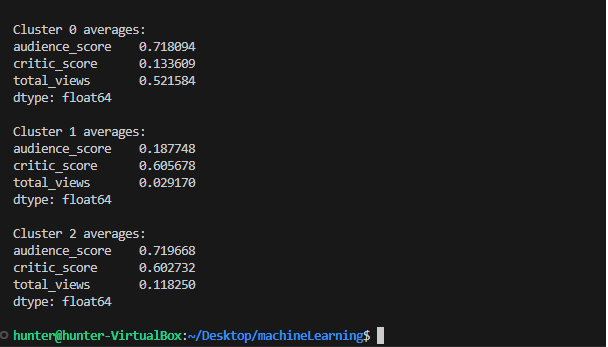 Cluster 0 averages:
audience_score    0.718094
critic_score      0.133609
total_views       0.521584
dtype: float64
Cluster 1 averages:
audience_score    0.187748
critic_score      0.605678
total_views       0.029170
dtype: float64
Cluster 2 averages:
audience_score    0.719668
critic_score      0.602732
total_views       0.118250
dtype: float64
hunter@hunter-VirtualBox:~/Desktop/machineLearning$